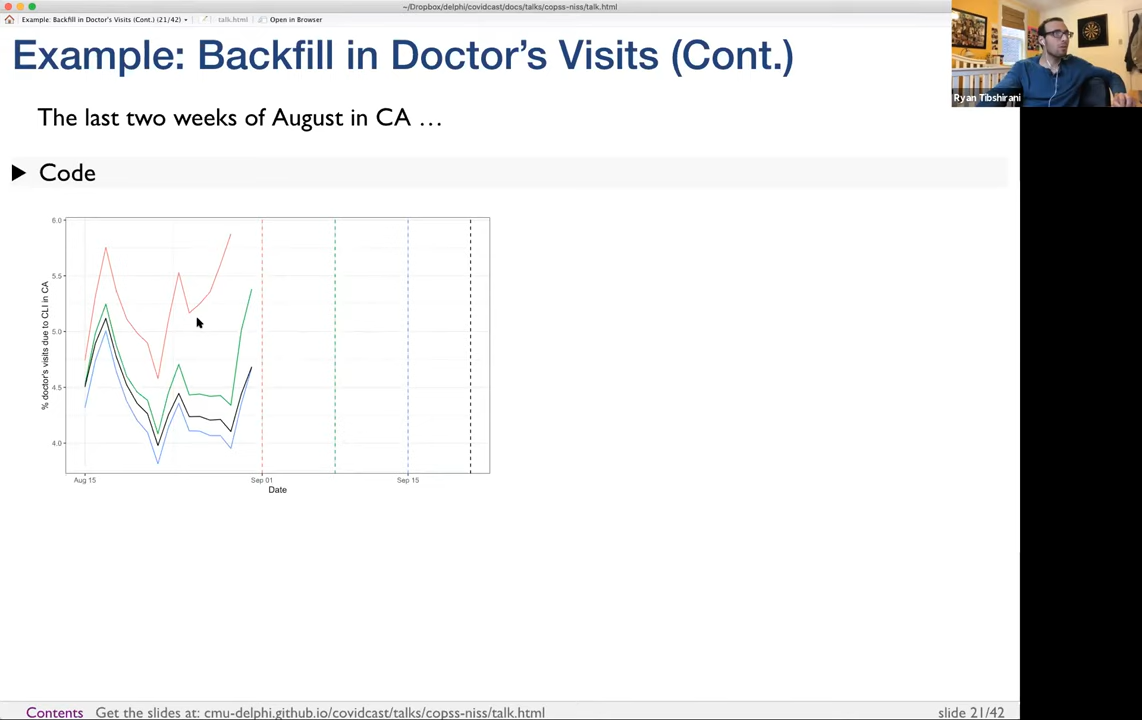 ~/Dropbox/delphi/covidcast/docs/talks/copss-niss/talk.html
Example: Backfill in Doctor's Visits (Cont.) (21/42)
talk.html
Open in Browser
Example: Backfill in Doctor's Visits (Cont.)
Ryan Tibshirani
The last two weeks of August in CA …
Code
6.0
5.5
5.0
4.5
4.0
% doctor's visits due to CLI in CA
Aug 15
Sep 01
Sep 15
Date
Contents
Get the slides at: cmu-delphi.github.io/covidcast/talks/copss-niss/talk.html
slide 21/42